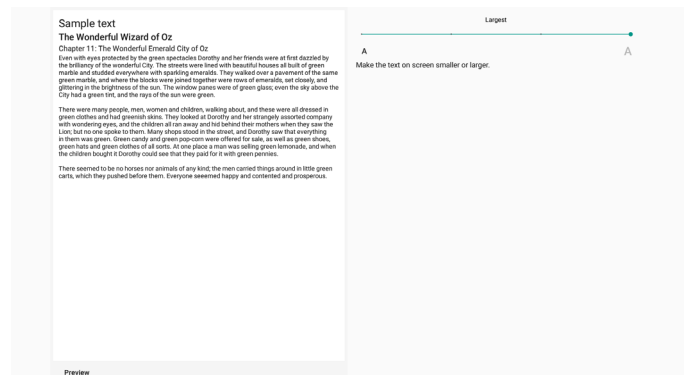 Sample text
The Wonderful Wizard of Oz
Chapter 11: The Wonderful Emerald City of Oz
Even with eyes protected by the green spectacles Dorothy and her friends were at first dazzled by
the brilliancy of the wonderful City. The streets were lined with beautiful houses all built of green
marble and studded everywhere with sparkling emeralds. They walked over a pavement of the same
green marble, and where the blocks were joined together were rows of emeralds, set closely, and
glittering in the brightness of the sun. The window panes were of green glass; even the sky above the
City had a green tint, and the rays of the sun were green.
There were many people, men, women and children, walking about, and these were all dressed in
green clothes and had greenish skins. They looked at Dorothy and her strangely assorted company
with wondering eyes, and the children all ran away and hid behind their mothers when they saw the
Lion; but no one spoke to them. Many shops stood in the street, and Dorothy saw that everything
in them was green. Green candy and green pop-corn were offered for sale, as well as green shoes,
green hats and green clothes of all sorts. At one place a man was selling green lemonade, and when
the children bought it Dorothy could see that they paid for it with green pennies.
There seemed to be no horses nor animals of any kind; the men carried things around in little green
carts, which they pushed before them. Everyone seeemed happy and contented and prosperous.
Preview
Largest
A A
Make the text on screen smaller or larger.